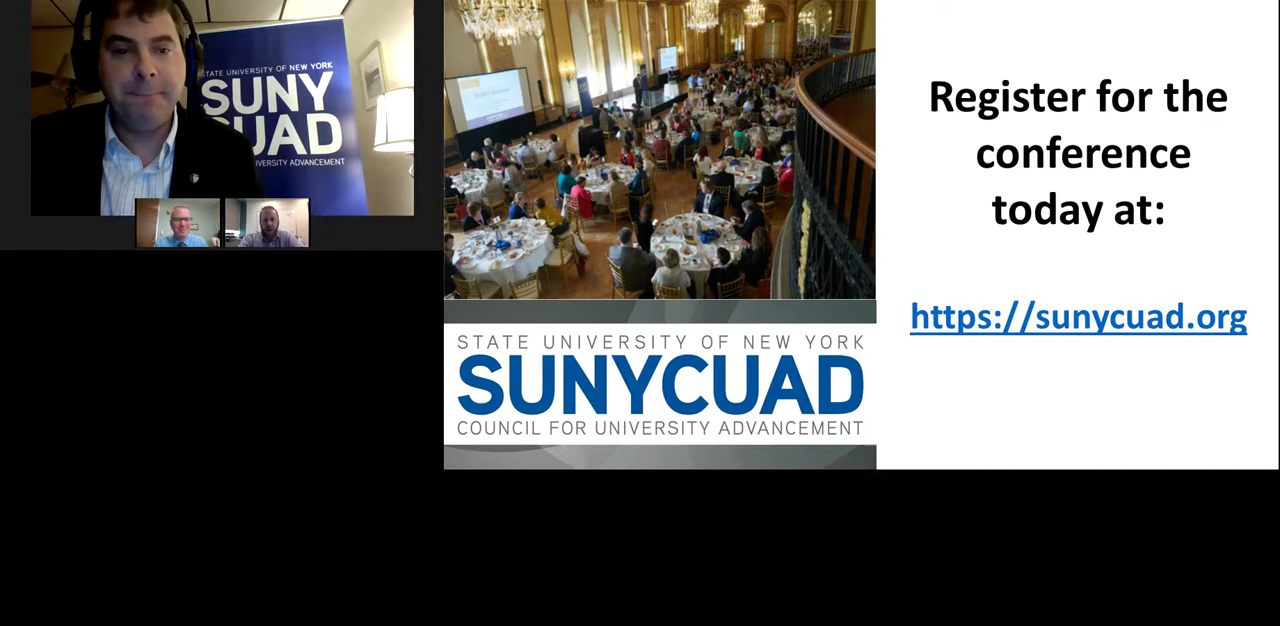 STATE UNIVERSITY OF NEW YORK
SUNY
CUAD
UNIVERSITY ADVANCEMENT
Register for the
conference
today at:
https://sunycuad.org
STATE UNIVERSITY OF NEW YORK
SUNYCUAD
COUNCIL FOR UNIVERSITY ADVANCEMENT